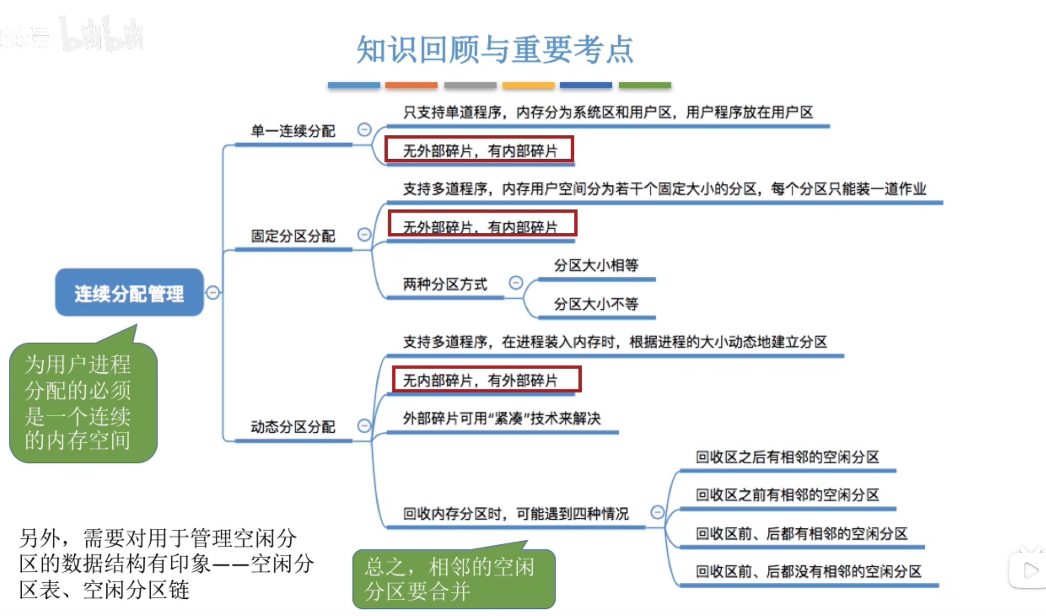 bilibili
知识回顾与重要考点
只支持单道程序，内存分为系统区和用户区，用户程序放在用户区
单一连续分配
无外部碎片，有内部碎片
支持多道程序，内存用户空间分为若干个固定大小的分区，每个分区只能装一道作业
固定分区分配
无外部碎片，有内部碎片
两种分区方式
分区大小相等
分区大小不等
连续分配管理
为用户进程
分配的必须
是一个连续
的内存空间
支持多道程序，在进程装入内存时，根据进程的大小动态地建立分区
无内部碎片，有外部碎片
动态分区分配
外部碎片可用“紧凑”技术来解决
回收内存分区时，可能遇到四种情况
回收区之后有相邻的空闲分区
回收区之前有相邻的空闲分区
回收区前、后都有相邻的空闲分区
回收区前、后都没有相邻的空闲分区
总之，相邻的空闲
分区要合并
另外，需要对用于管理空闲分
区的数据结构有印象——空闲分
区表、空闲分区链